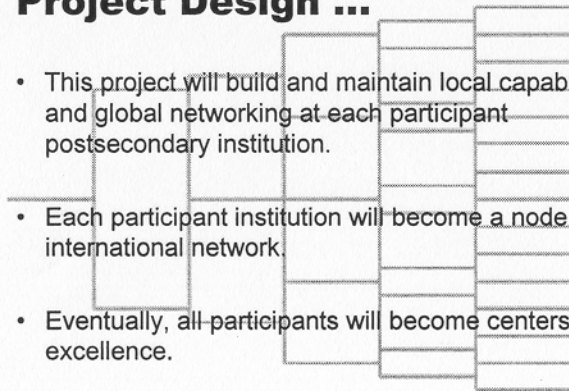 Project Design ...
• This project will build and maintain local capab
and global networking at each participant
postsecondary institution.
• Each participant institution will become a node
international network.
• Eventually, all participants will become centers
excellence.